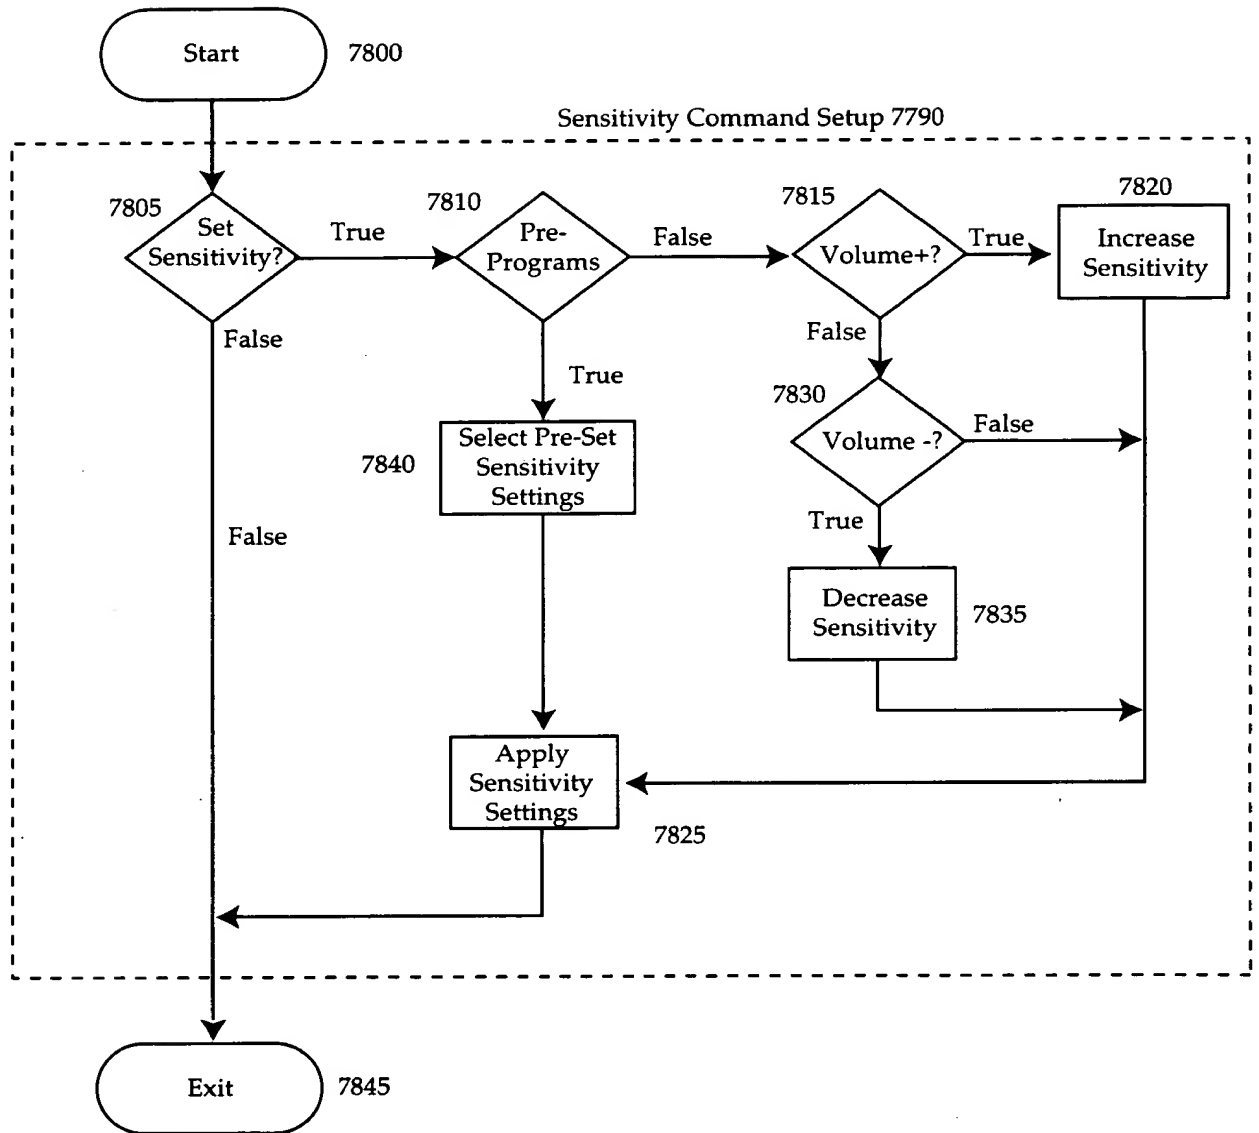 Start
7800
Sensitivity Command Setup 7790
7805
Set
Sensitivity?
True
False
False
7810
Pre-
Programs
False
True
7815
Volume+?
True
False
7820
Increase
Sensitivity
7830
Volume -?
False
True
7840
Select Pre-Set
Sensitivity
Settings
Decrease
Sensitivity
7835
Apply
Sensitivity
Settings
7825
Exit
7845